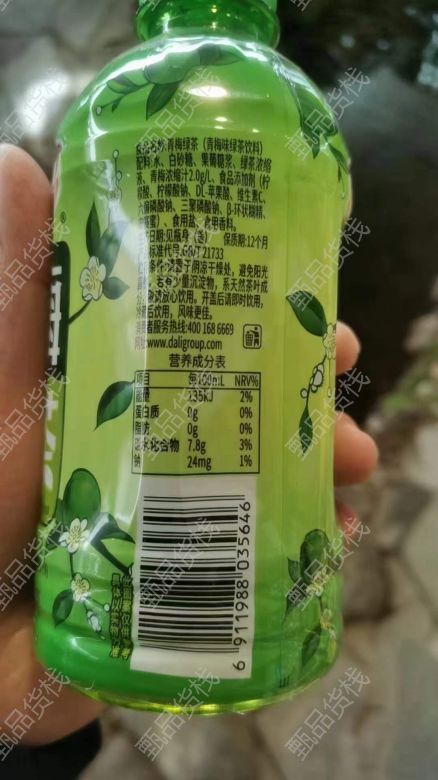 食品名称:青梅绿茶(青梅味绿茶饮料)
配料:水、白砂糖、果葡糖浆、绿茶浓缩
液、青梅浓缩汁2.0g/L、食品添加剂(柠
檬酸、柠檬酸钠、DL-苹果酸、维生素C、
六偏磷酸钠、三聚磷酸钠、β-环状糊精、
)、食用盐、食用香料。
生产日期:见瓶身(盖) 保质期:12个月
标准代号:GB/T 21733
置于阴凉干燥处,避免阳光
若有少量沉淀物,系天然茶叶成
敬请放心饮用。开盖后请即时饮用,
冷藏后饮用,风味更佳。
消费者服务热线:400 168 6669
网址:www.daligroup.com
营养成分表
项目 每100mL NRV%
能量 135KJ 2%
蛋白质 0g 0%
脂肪 0g 0%
碳水化合物 7.8g 3%
钠 24mg 1%
6 911988 035646
甄品货栈